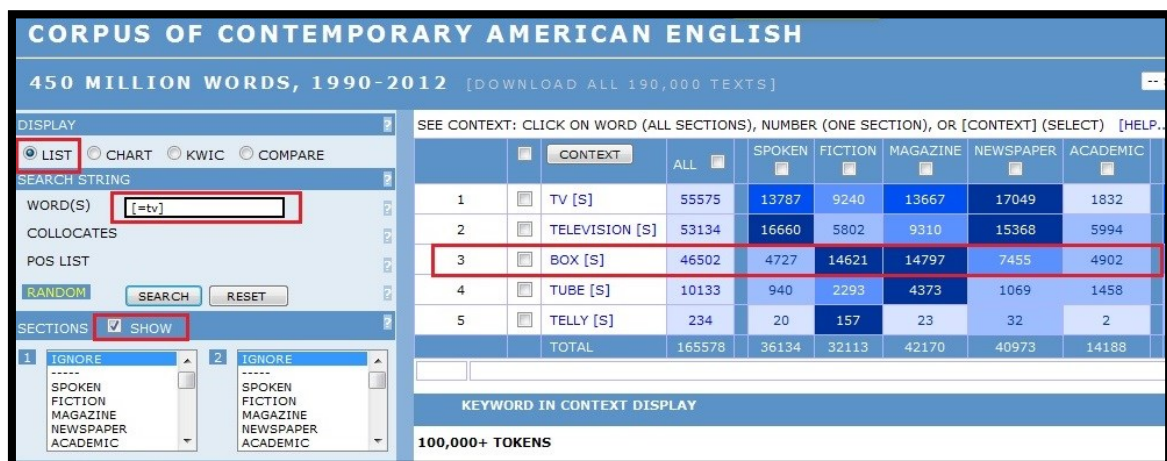 CORPUS OF CONTEMPORARY AMERICAN ENGLISH
450 MILLION WORDS, 1990-2012 [DOWNLOAD ALL 190,000 TEXTS]
--
DISPLAY ?
LIST CHART KWIC COMPARE
SEARCH STRING ?
WORD(S) [=tv] ?
COLLOCATES ?
POS LIST ?
RANDOM SEARCH RESET ?
SECTIONS SHOW ?
1 IGNORE
-----
SPOKEN
FICTION
MAGAZINE
NEWSPAPER
ACADEMIC
2 IGNORE
-----
SPOKEN
FICTION
MAGAZINE
NEWSPAPER
ACADEMIC
SEE CONTEXT: CLICK ON WORD (ALL SECTIONS), NUMBER (ONE SECTION), OR [CONTEXT] (SELECT) [HELP..
CONTEXT ALL SPOKEN FICTION MAGAZINE NEWSPAPER ACADEMIC
1 TV [S] 55575 13787 9240 13667 17049 1832
2 TELEVISION [S] 53134 16660 5802 9310 15368 5994
3 BOX [S] 46502 4727 14621 14797 7455 4902
4 TUBE [S] 10133 940 2293 4373 1069 1458
5 TELLY [S] 234 20 157 23 32 2
TOTAL 165578 36134 32113 42170 40973 14188
KEYWORD IN CONTEXT DISPLAY
100,000+ TOKENS